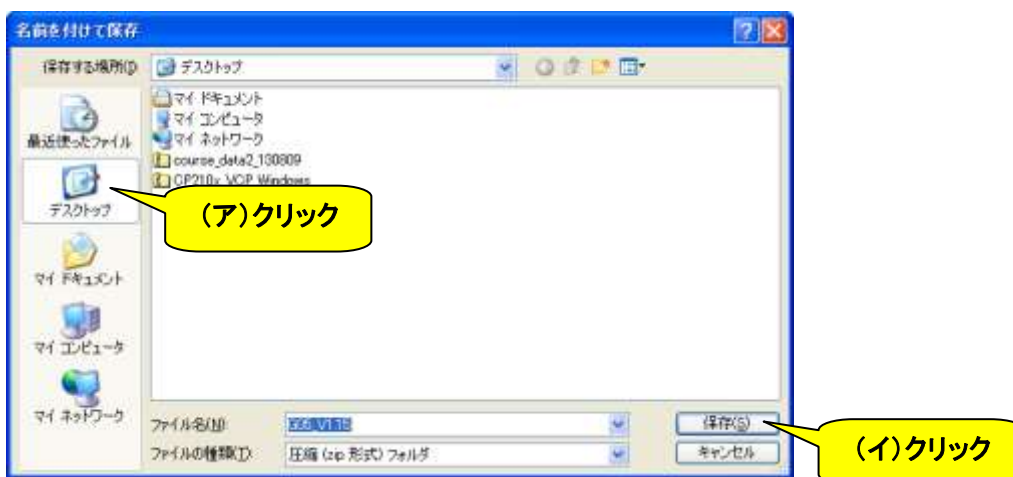 名前を付けて保存
保存する場所(I)
デスクトップ
マイ ドキュメント
マイ コンピュータ
マイ ネットワーク
course_data2_130809
CP210x_VCP_Windows
最近使ったファイル
デスクトップ
マイ ドキュメント
マイ コンピュータ
マイ ネットワーク
(ア)クリック
ファイル名(N):
保存(S)
ファイルの種類(T):
圧縮 (zip 形式) フォルダ
キャンセル
(イ)クリック